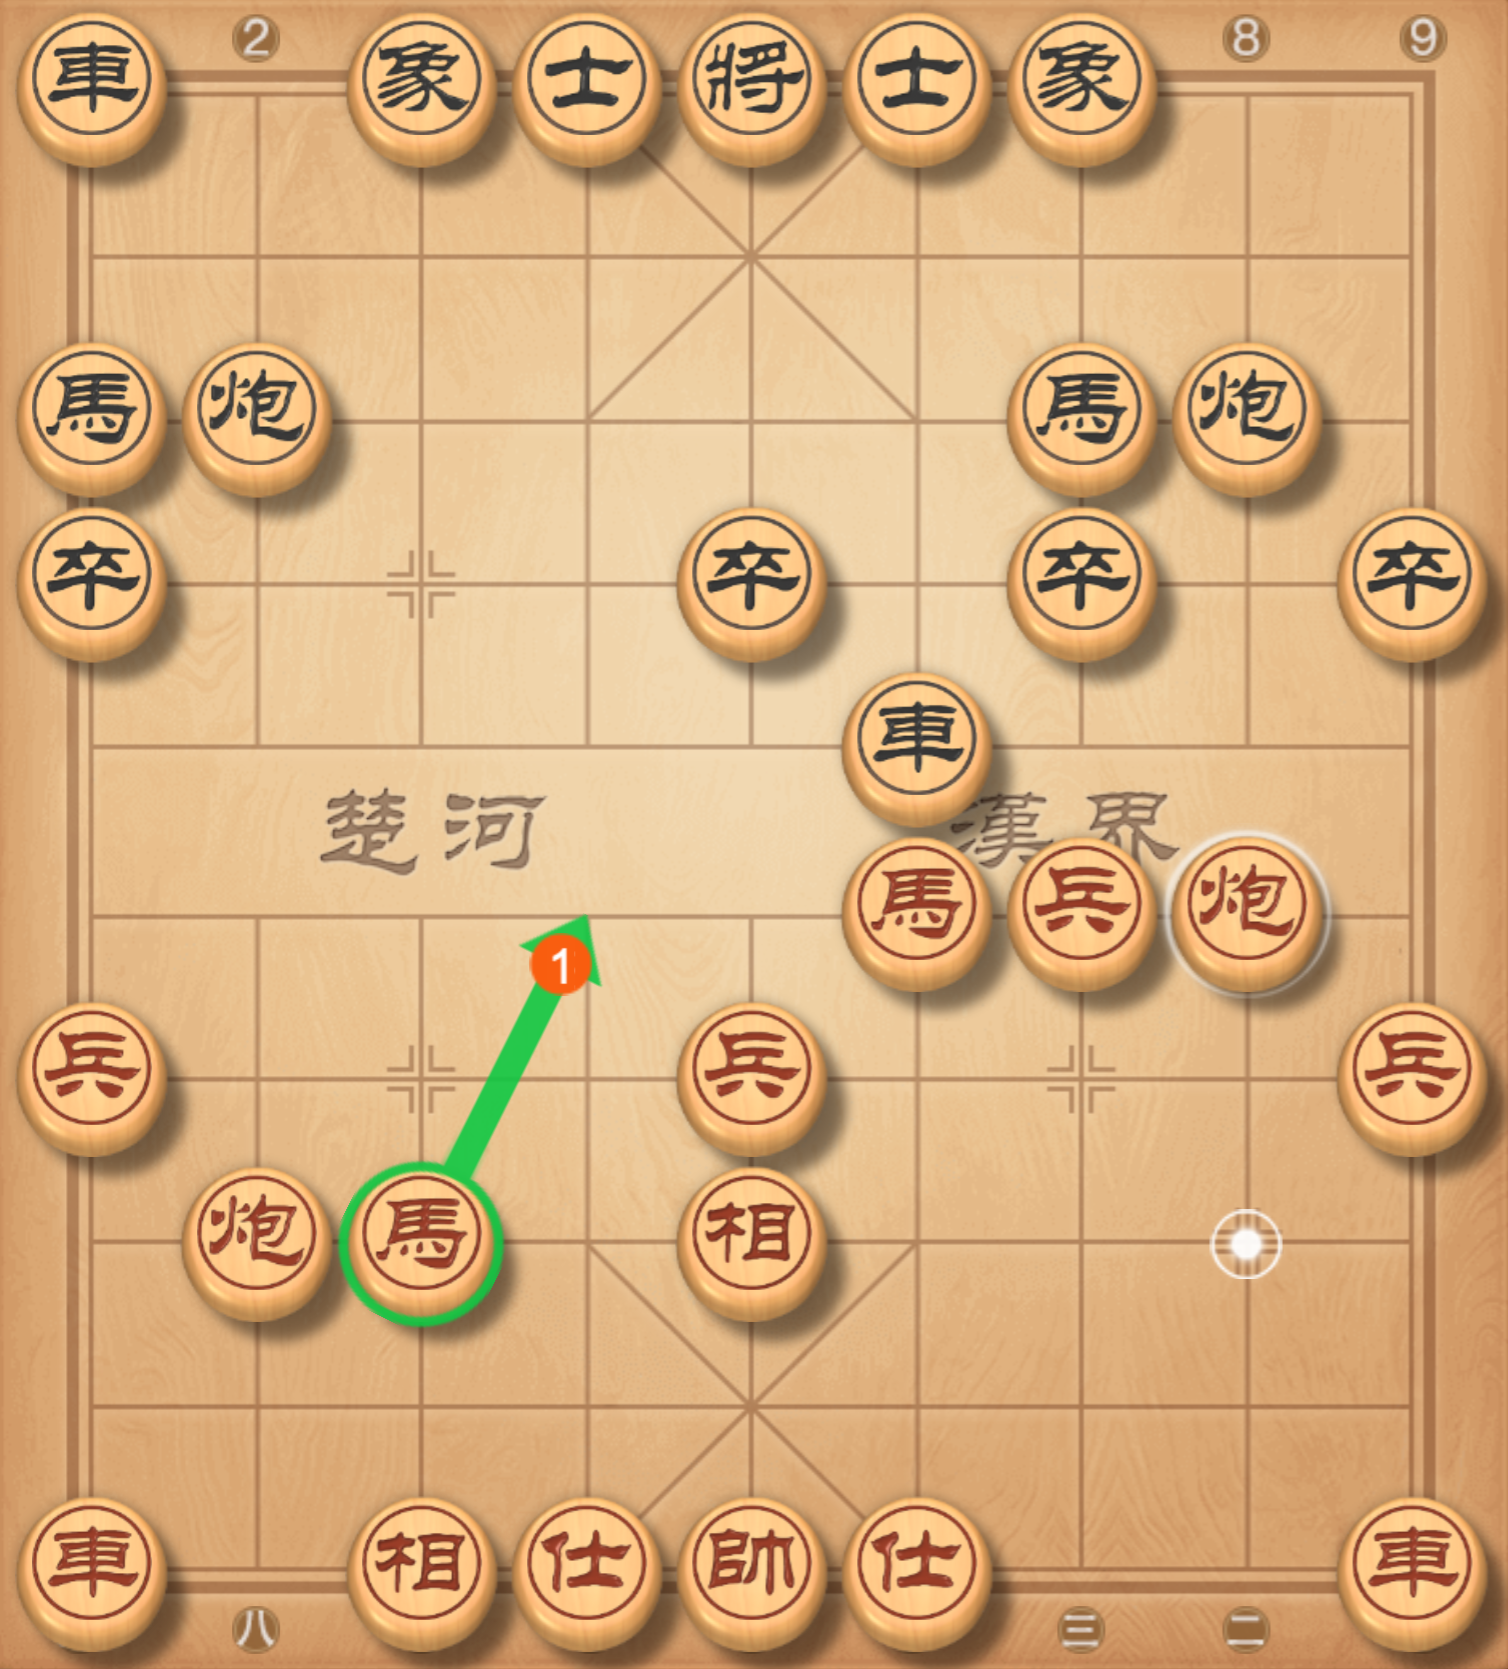 2 8 9
車 象 士 將 士 象
馬 炮 馬 炮
卒 卒 卒 卒
車
楚河 漢界
馬 兵 炮
1
兵 兵 兵
炮 馬 相
車 相 仕 帥 仕 車
八 三 二